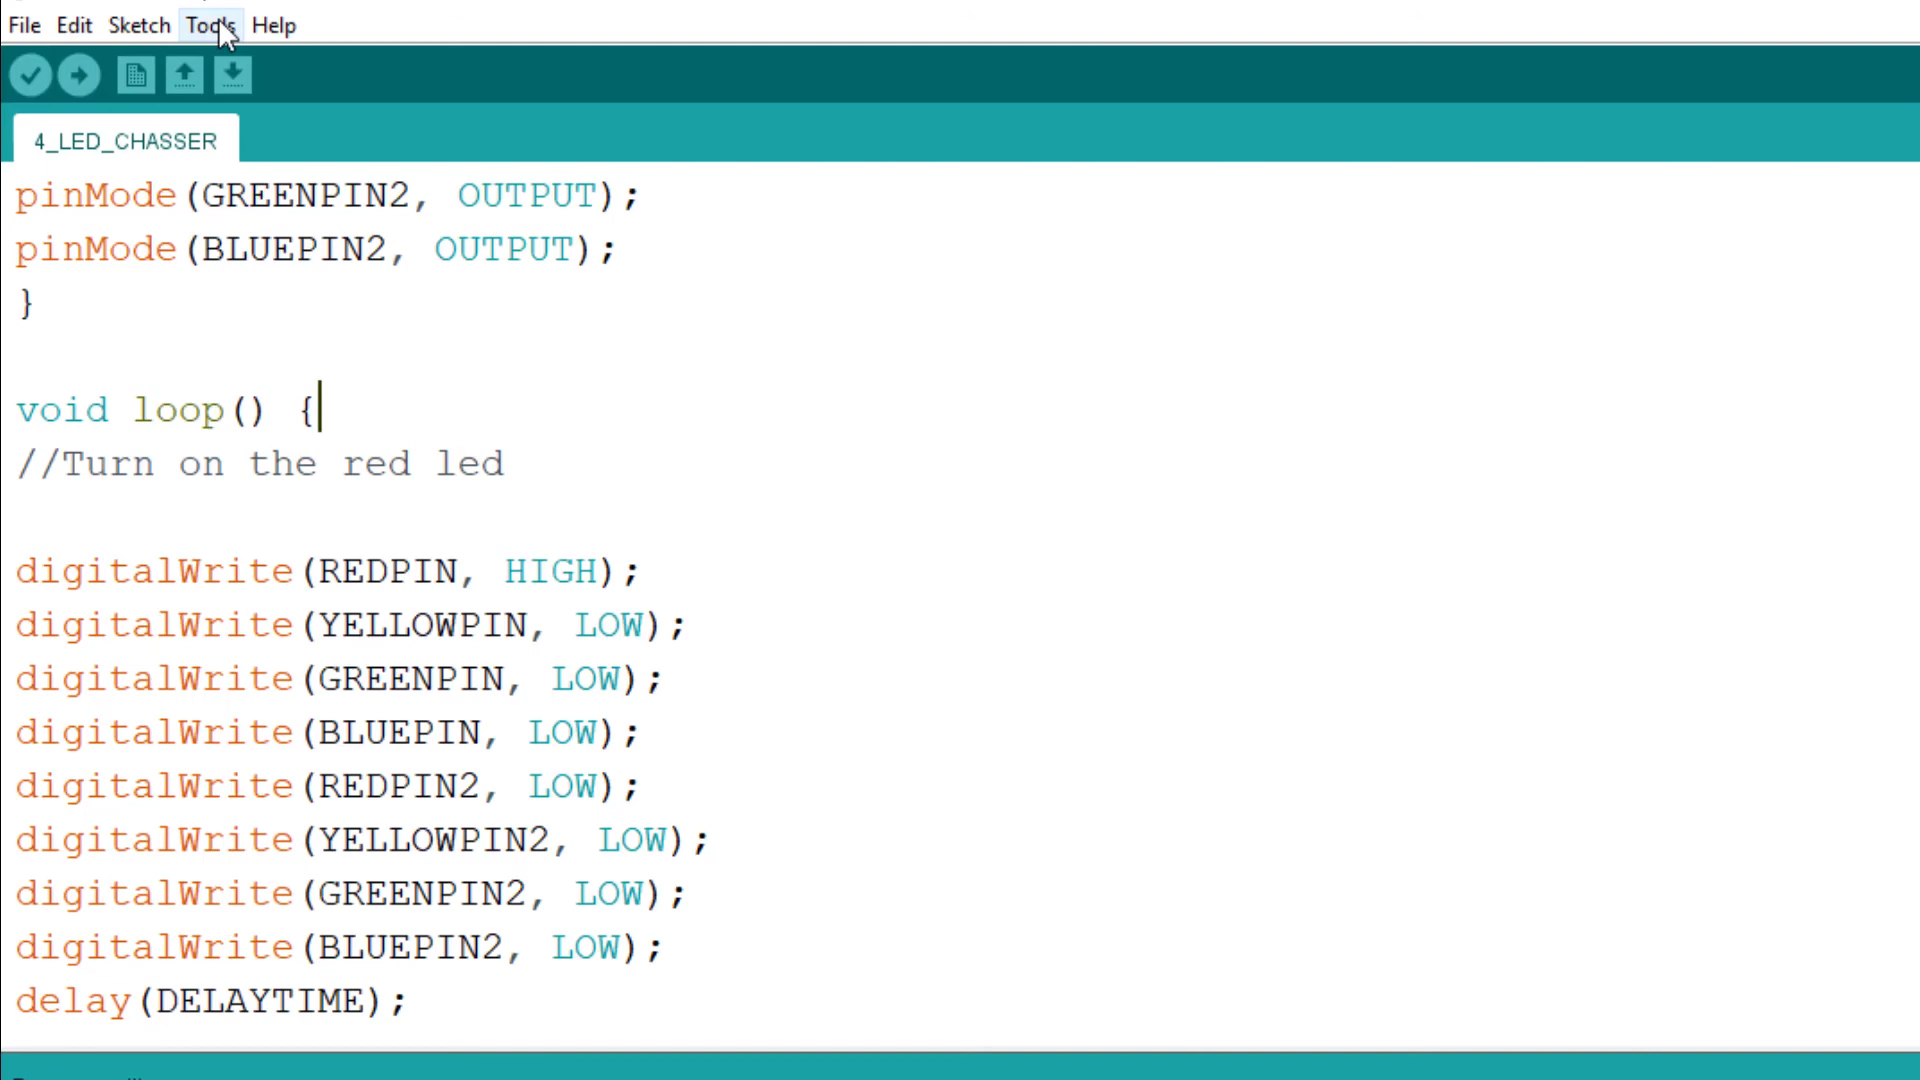 File Edit Sketch Tools Help
4_LED_CHASSER
pinMode(GREENPIN2, OUTPUT);
pinMode(BLUEPIN2, OUTPUT);
}
void loop() {
//Turn on the red led
digitalWrite(REDPIN, HIGH);
digitalWrite(YELLOWPIN, LOW);
digitalWrite(GREENPIN, LOW);
digitalWrite(BLUEPIN, LOW);
digitalWrite(REDPIN2, LOW);
digitalWrite(YELLOWPIN2, LOW);
digitalWrite(GREENPIN2, LOW);
digitalWrite(BLUEPIN2, LOW);
delay(DELAYTIME);